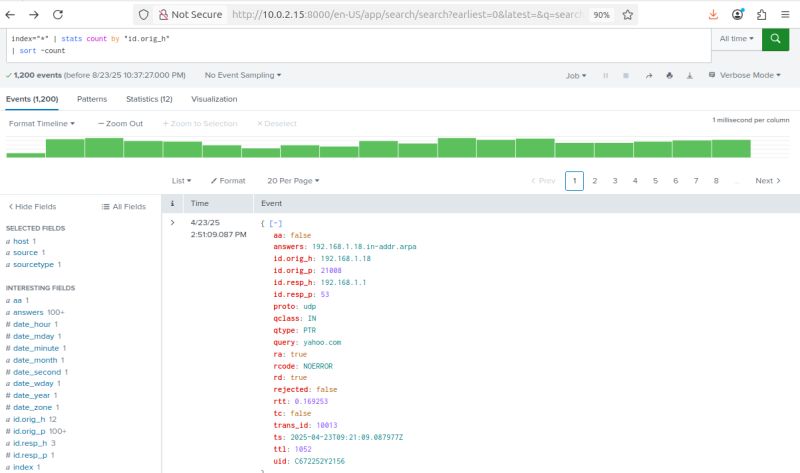 Not Secure http://10.0.2.15:8000/en-US/app/search/search?earliest=0&latest=&q=searc 90%
index="*" | stats count by "id.orig_h"
| sort -count
All time
1,200 events (before 8/23/25 10:37:27.000 PM) No Event Sampling Job Verbose Mode
Events (1,200) Patterns Statistics (12) Visualization
Format Timeline — Zoom Out + Zoom to Selection × Deselect 1 millisecond per column
List Format 20 Per Page < Prev 1 2 3 4 5 6 7 8 ... Next >
< Hide Fields All Fields i Time Event
SELECTED FIELDS
a host 1
a source 1
a sourcetype 1
INTERESTING FIELDS
a aa 1
a answers 100+
# date_hour 1
# date_mday 1
# date_minute 1
a date_month 1
# date_second 1
a date_wday 1
# date_year 1
a date_zone 1
a id.orig_h 12
# id.orig_p 100+
a id.resp_h 3
# id.resp_p 1
a index 1
> 4/23/25
2:51:09.087 PM
{ [-]
aa: false
answers: 192.168.1.18.in-addr.arpa
id.orig_h: 192.168.1.18
id.orig_p: 21008
id.resp_h: 192.168.1.1
id.resp_p: 53
proto: udp
qclass: IN
qtype: PTR
query: yahoo.com
ra: true
rcode: NOERROR
rd: true
rejected: false
rtt: 0.169253
tc: false
trans_id: 10013
ts: 2025-04-23T09:21:09.087977Z
ttl: 1052
uid: C672252Y2156